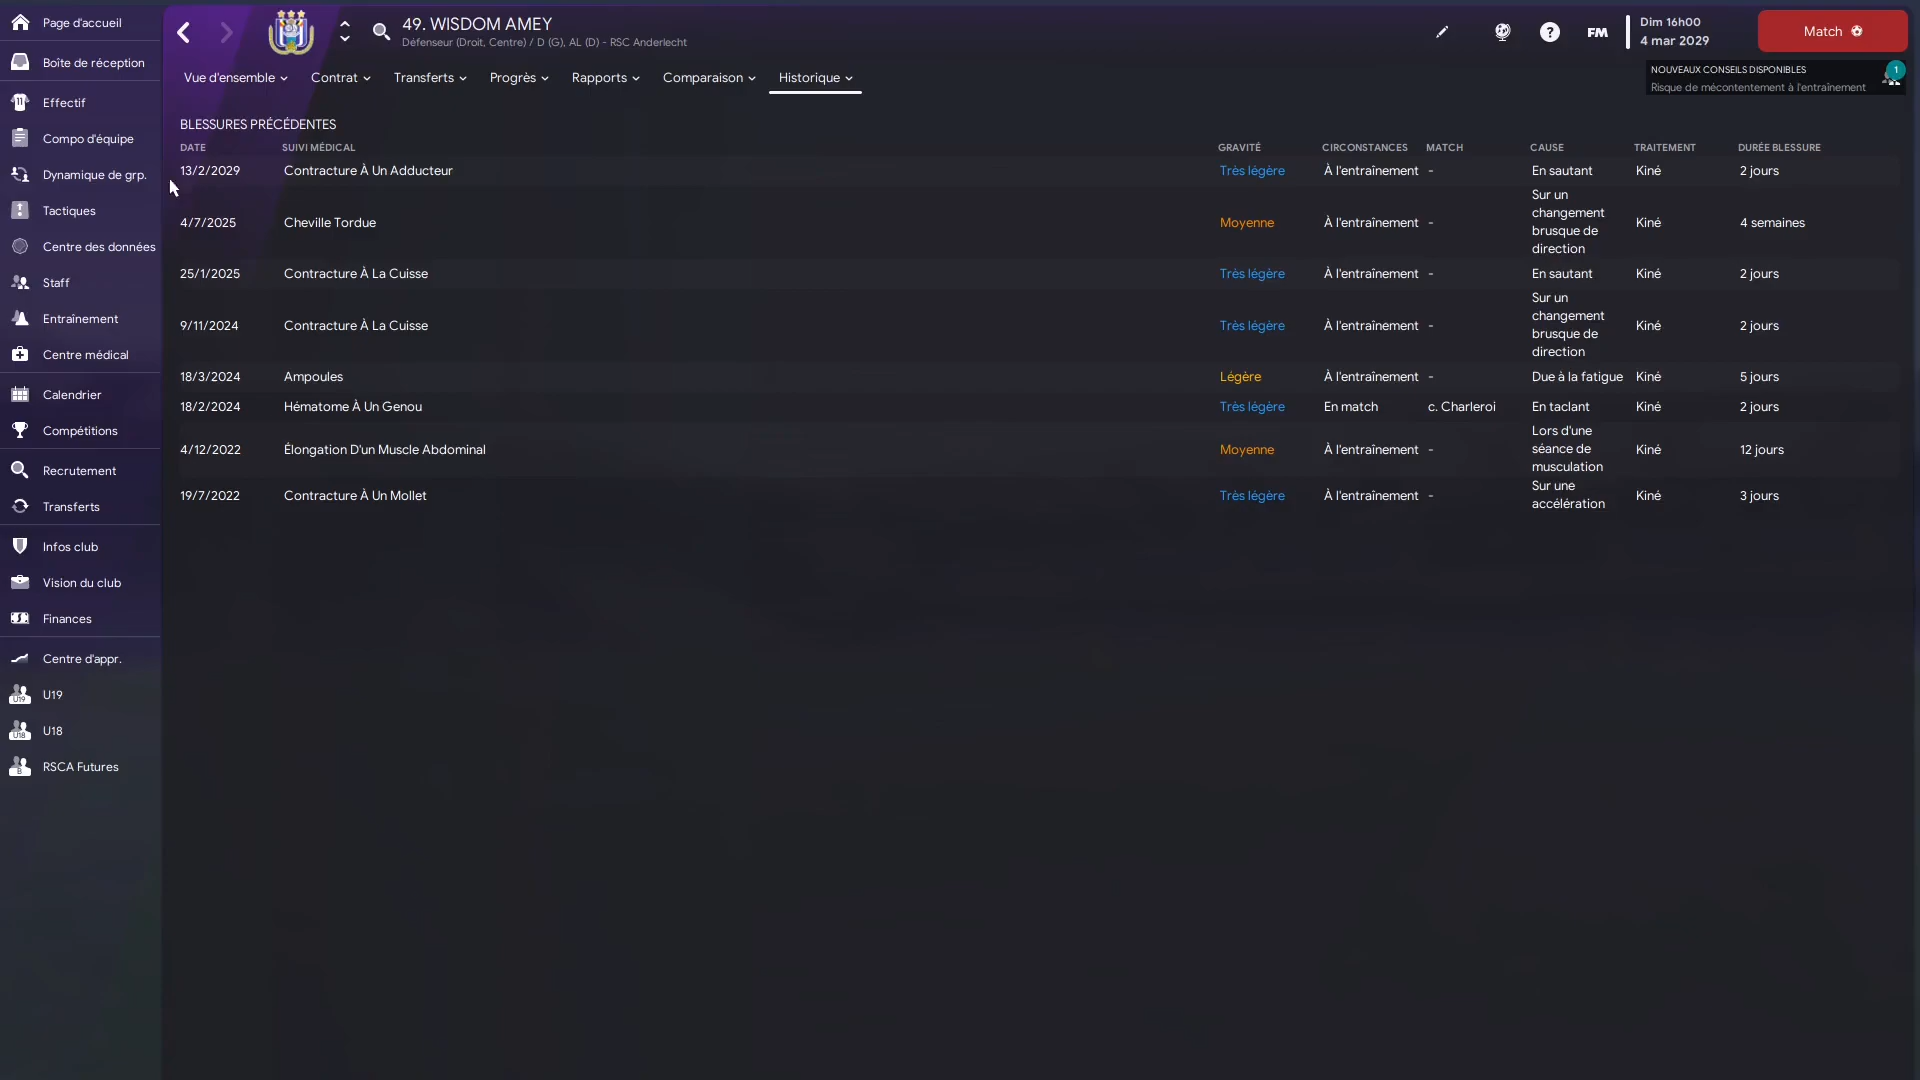 Page d'accueil
Boîte de réception
Effectif
Compo d'équipe
Dynamique de grp.
Tactiques
Centre des données
Staff
Entraînement
Centre médical
Calendrier
Compétitions
Recrutement
Transferts
Infos club
Vision du club
Finances
Centre d'appr.
U19
U18
RSCA Futures
49. WISDOM AMEY
Défenseur (Droit, Centre) / D (G), AL (D) - RSC Anderlecht
FM
Dim 16h00
4 mar 2029
Match
Vue d'ensemble Contrat Transferts Progrès Rapports Comparaison Historique
NOUVEAUX CONSEILS DISPONIBLES
Risque de mécontentement à l'entraînement
1
BLESSURES PRÉCÉDENTES
DATE SUIVI MÉDICAL GRAVITÉ CIRCONSTANCES MATCH CAUSE TRAITEMENT DURÉE BLESSURE
13/2/2029 Contracture À Un Adducteur Très légère À l'entraînement - En sautant Kiné 2 jours
4/7/2025 Cheville Tordue Moyenne À l'entraînement - Sur un
changement
brusque de
direction Kiné 4 semaines
25/1/2025 Contracture À La Cuisse Très légère À l'entraînement - En sautant Kiné 2 jours
9/11/2024 Contracture À La Cuisse Très légère À l'entraînement - Sur un
changement
brusque de
direction Kiné 2 jours
18/3/2024 Ampoules Légère À l'entraînement - Due à la fatigue Kiné 5 jours
18/2/2024 Hématome À Un Genou Très légère En match c. Charleroi En taclant Kiné 2 jours
4/12/2022 Élongation D'un Muscle Abdominal Moyenne À l'entraînement - Lors d'une
séance de
musculation Kiné 12 jours
19/7/2022 Contracture À Un Mollet Très légère À l'entraînement - Sur une
accélération Kiné 3 jours